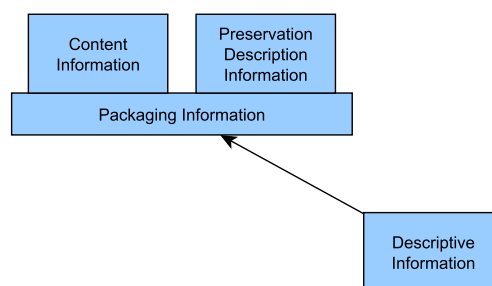 Content
Information
Preservation
Description
Information
Packaging Information
Descriptive
Information